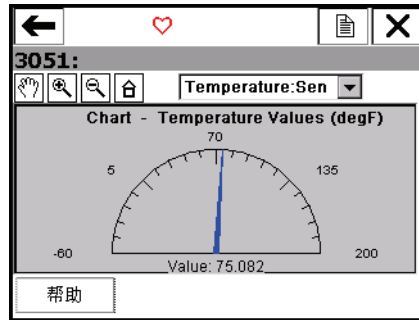 3051:
Temperature:Sen
Chart - Temperature Values (degF)
70
5
135
-60
200
Value: 75.082
帮助